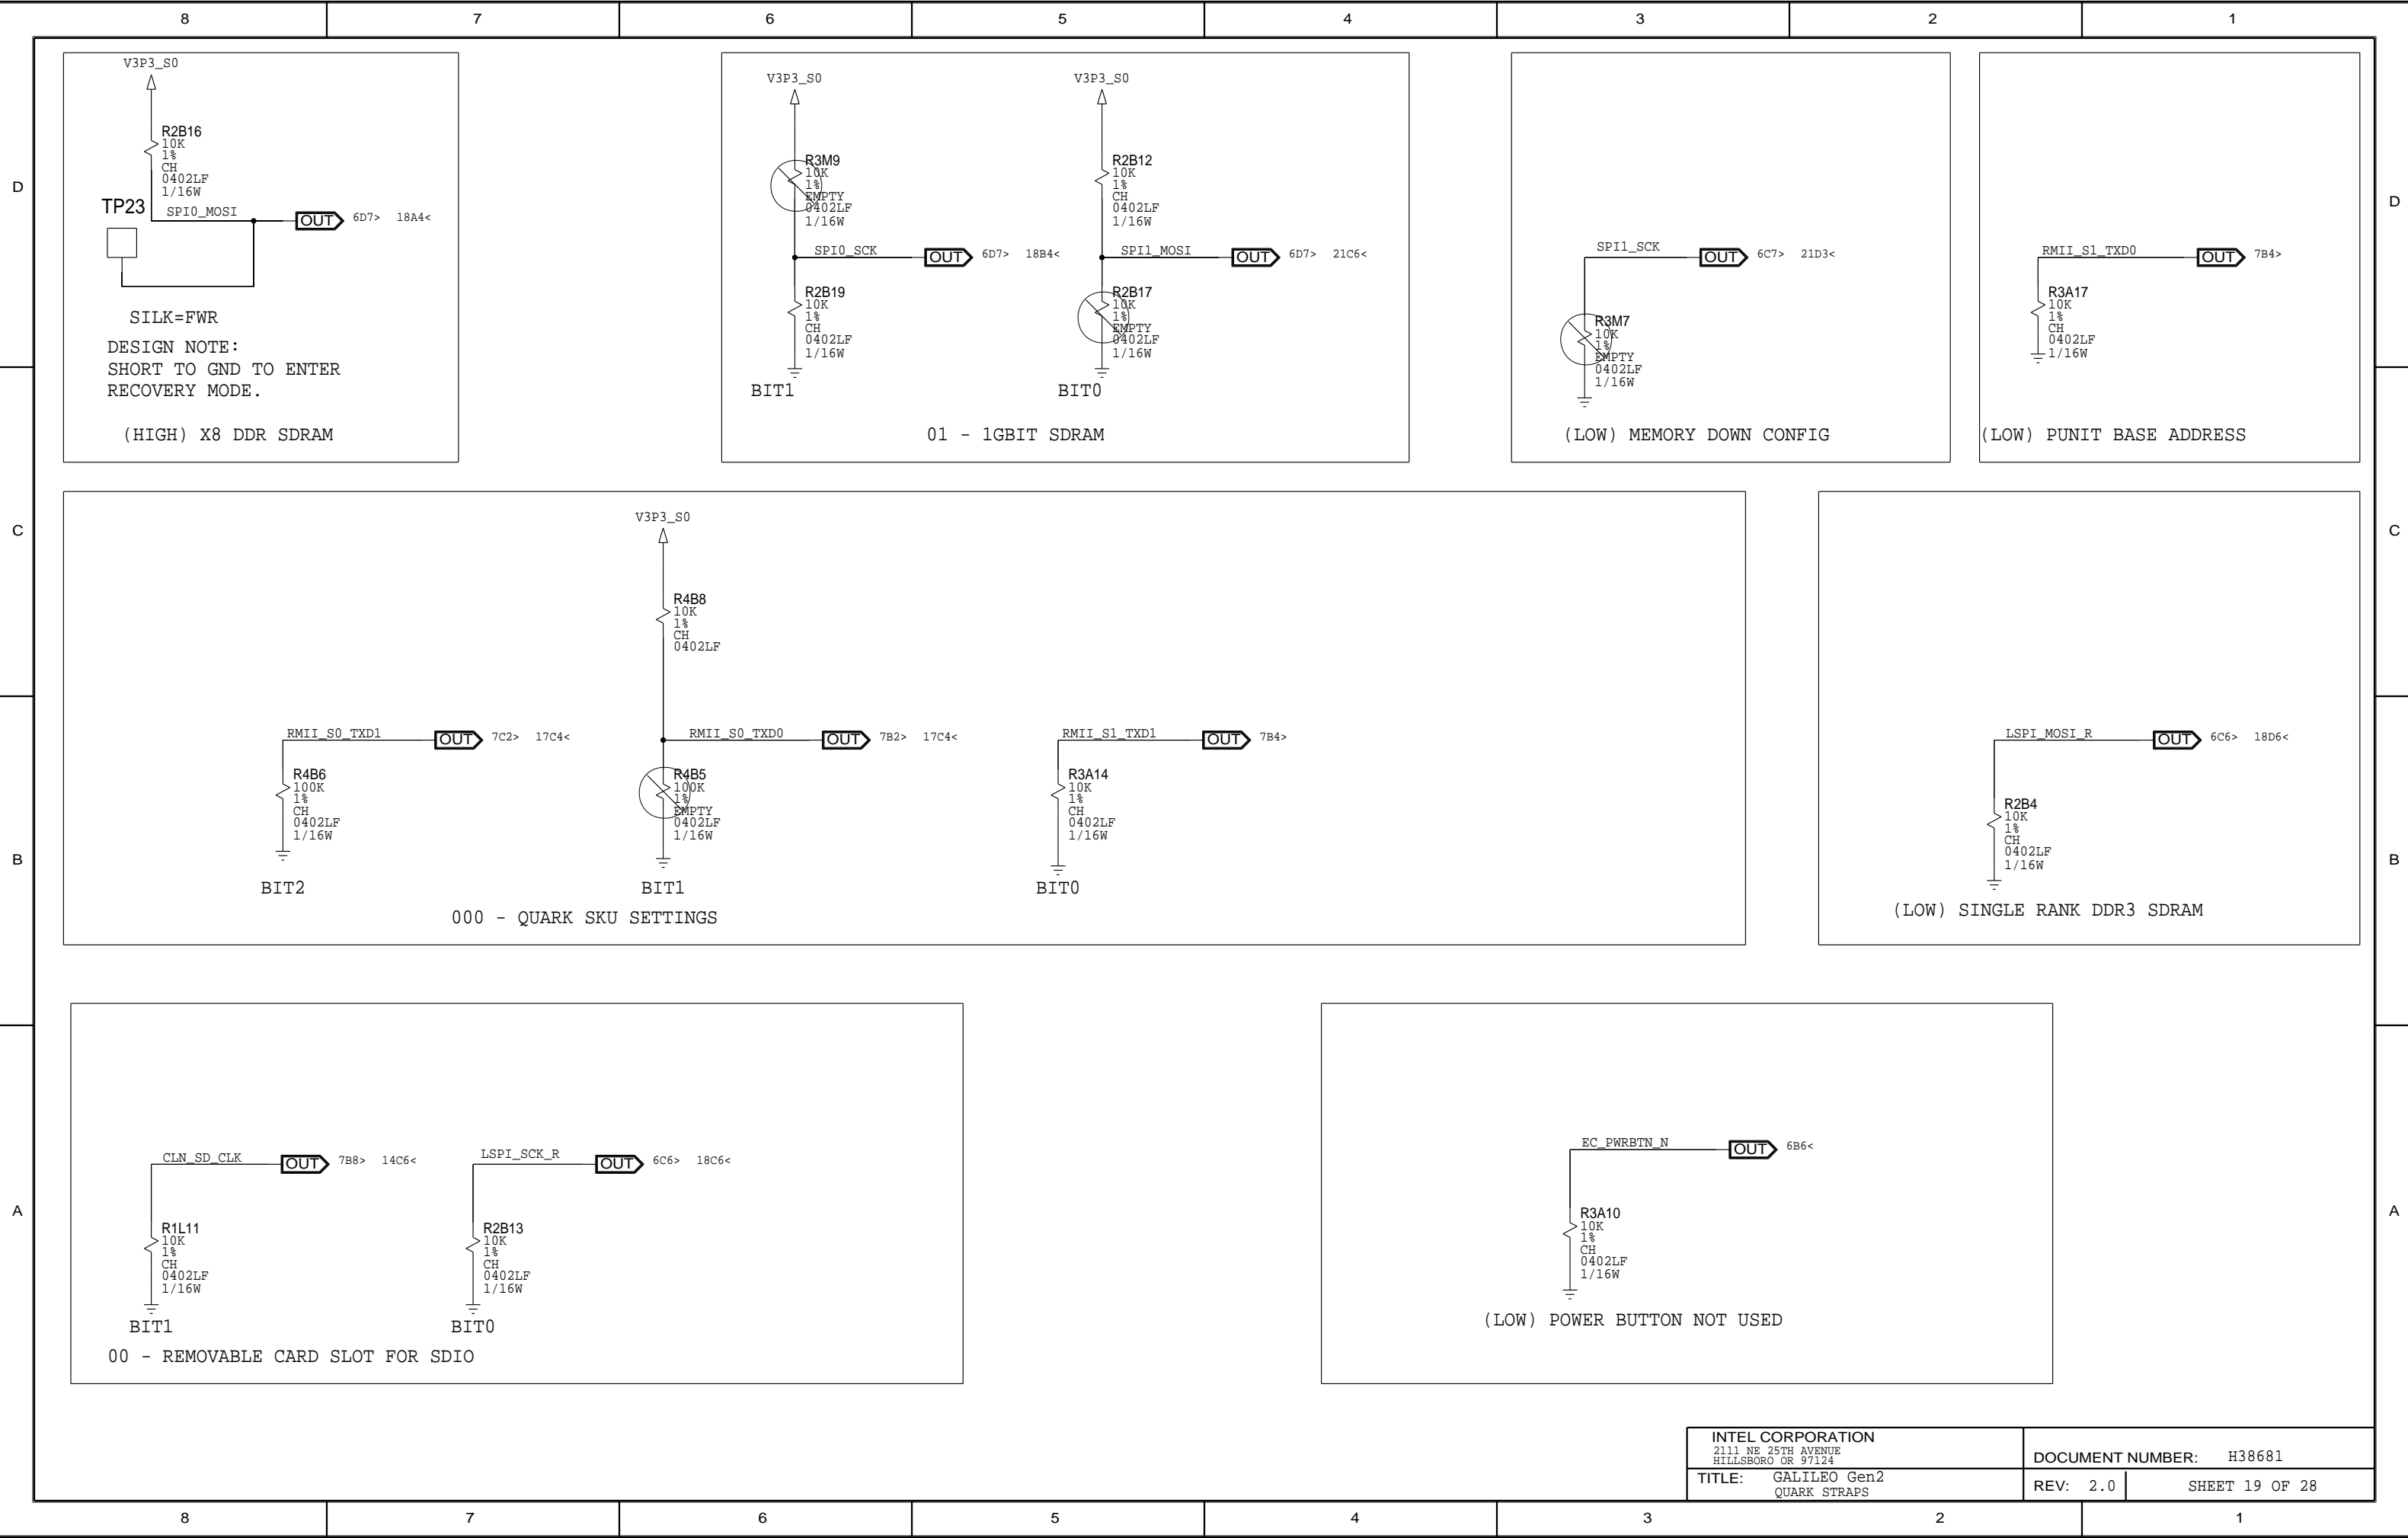 8 7 6 5 4 3 2 1
D
D
C
C
B
B
A
A
V3P3_S0
R2B16
10K
1%
CH
0402LF
1/16W
TP23
SPI0_MOSI
OUT
6D7> 18A4<
SILK=FWR
DESIGN NOTE:
SHORT TO GND TO ENTER
RECOVERY MODE.
(HIGH) X8 DDR SDRAM
V3P3_S0
R3M9
10K
1%
EMPTY
0402LF
1/16W
SPI0_SCK
OUT
6D7> 18B4<
R2B19
10K
1%
CH
0402LF
1/16W
BIT1
V3P3_S0
R2B12
10K
1%
CH
0402LF
1/16W
SPI1_MOSI
OUT
6D7> 21C6<
R2B17
10K
1%
EMPTY
0402LF
1/16W
BIT0
01 - 1GBIT SDRAM
SPI1_SCK
OUT
6C7> 21D3<
R3M7
10K
1%
EMPTY
0402LF
1/16W
(LOW) MEMORY DOWN CONFIG
RMII_S1_TXD0
OUT
7B4>
R3A17
10K
1%
CH
0402LF
1/16W
(LOW) PUNIT BASE ADDRESS
RMII_S0_TXD1
OUT
7C2> 17C4<
R4B6
100K
1%
CH
0402LF
1/16W
BIT2
V3P3_S0
R4B8
10K
1%
CH
0402LF
RMII_S0_TXD0
OUT
7B2> 17C4<
R4B5
100K
1%
EMPTY
0402LF
1/16W
BIT1
RMII_S1_TXD1
OUT
7B4>
R3A14
10K
1%
CH
0402LF
1/16W
BIT0
000 - QUARK SKU SETTINGS
LSPI_MOSI_R
OUT
6C6> 18D6<
R2B4
10K
1%
CH
0402LF
1/16W
(LOW) SINGLE RANK DDR3 SDRAM
CLN_SD_CLK
OUT
7B8> 14C6<
R1L11
10K
1%
CH
0402LF
1/16W
BIT1
LSPI_SCK_R
OUT
6C6> 18C6<
R2B13
10K
1%
CH
0402LF
1/16W
BIT0
00 - REMOVABLE CARD SLOT FOR SDIO
EC_PWRBTN_N
OUT
6B6<
R3A10
10K
1%
CH
0402LF
1/16W
(LOW) POWER BUTTON NOT USED
INTEL CORPORATION
2111 NE 25TH AVENUE
HILLSBORO OR 97124
DOCUMENT NUMBER: H38681
TITLE: GALILEO Gen2
QUARK STRAPS
REV: 2.0
SHEET 19 OF 28
8 7 6 5 4 3 2 1